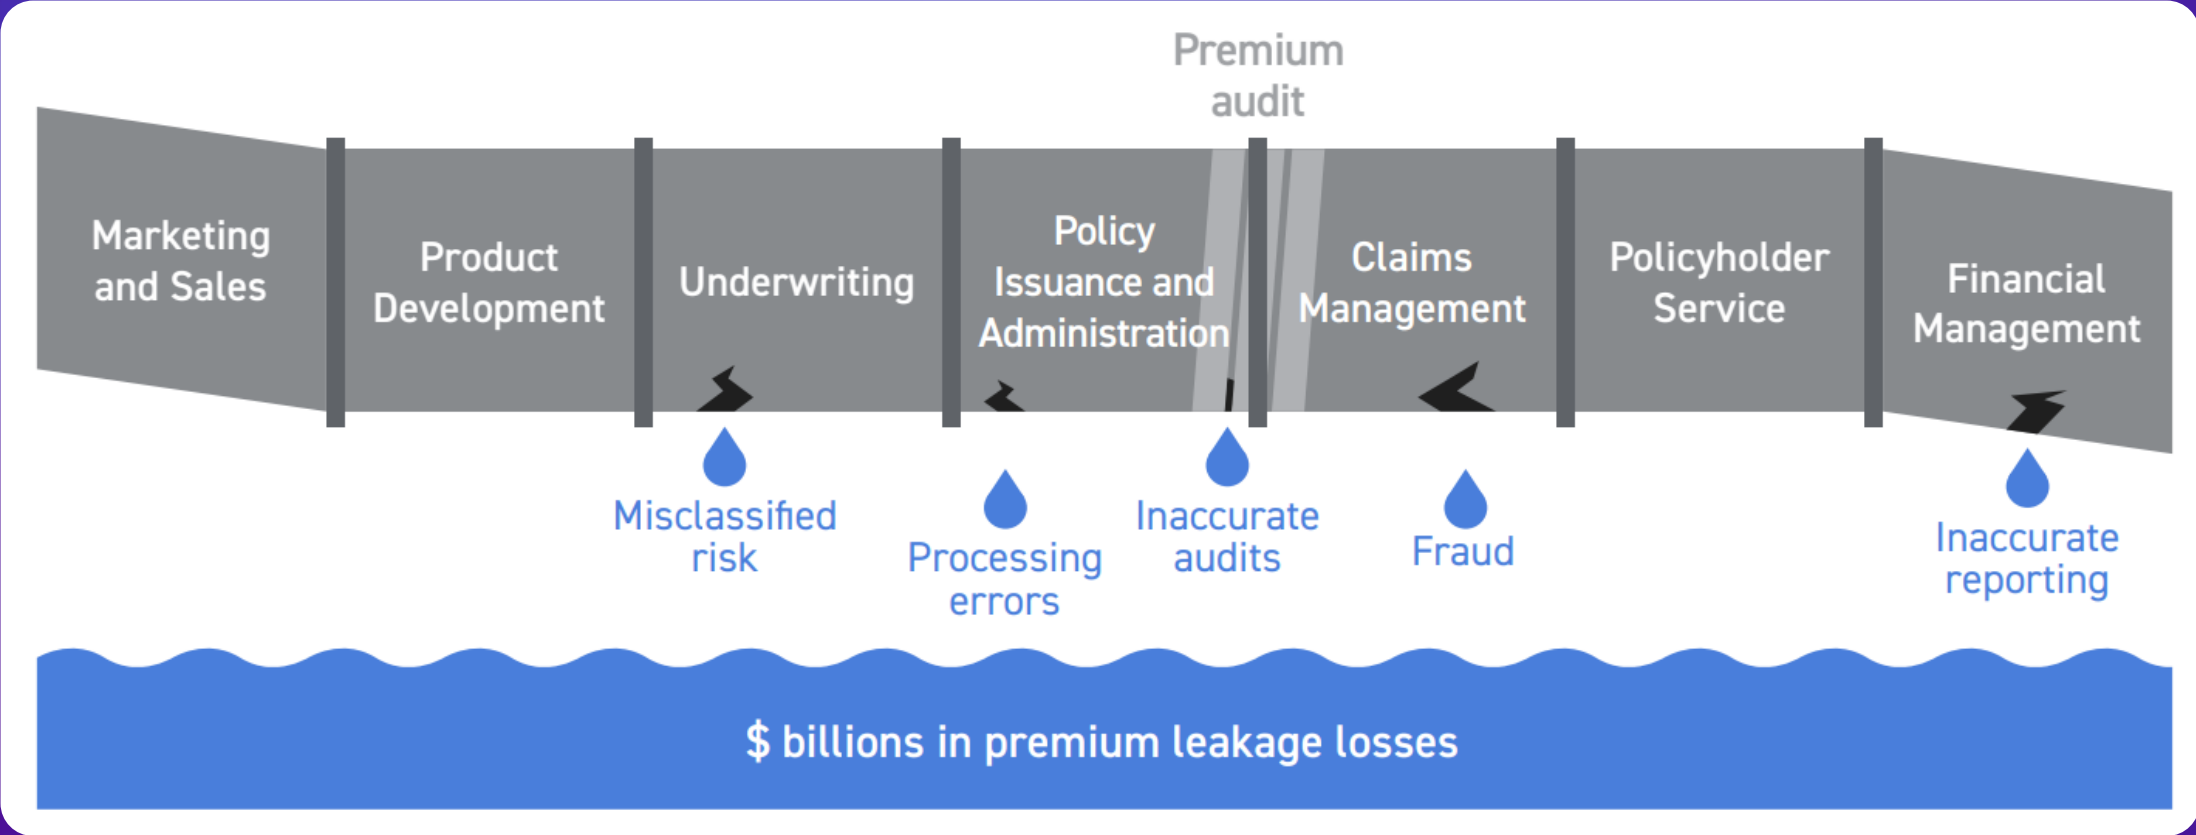 Premium
audit
Marketing
and Sales
Product
Development
Underwriting
Policy
Issuance and
Administration
Claims
Management
Policyholder
Service
Financial
Management
Misclassified
risk
Processing
errors
Inaccurate
audits
Fraud
Inaccurate
reporting
$ billions in premium leakage losses